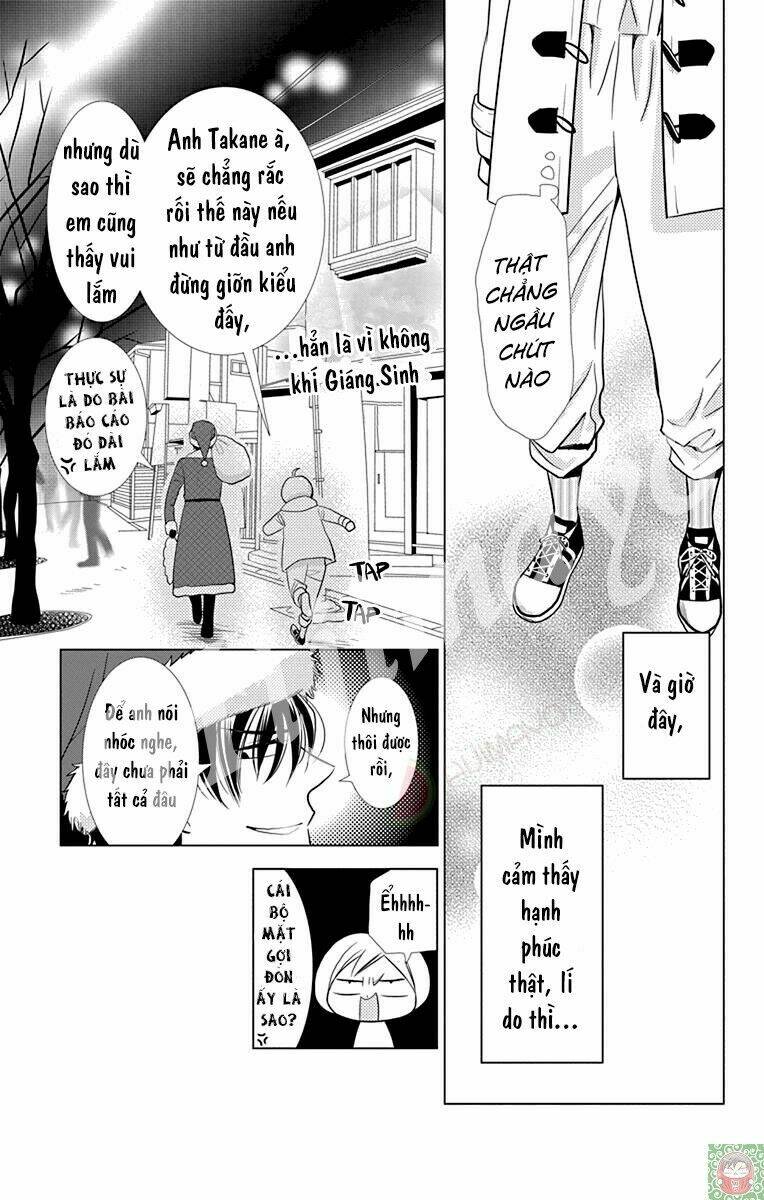 THẬT
CHẲNG
NGẦU
CHÚT
NÀO
Và giờ
đây,
Mình
cảm thấy
hạnh
phúc
thật, lí
do thì...
Anh Takane à,
sẽ chẳng rắc
rối thế này nếu
như từ đầu anh
đừng giỡn kiểu
đấy,
nhưng dù
sao thì
em cũng
thấy vui
lắm
...hẳn là vì không
khí Giáng.Sinh
THỰC SỰ
LÀ DO BÀI
BÁO CÁO
ĐÓ DÀI
LẮM
TAP
TAP
Nhưng
thôi được
rồi,
Để anh nói
nhóc nghe,
đây chưa phải
tất cả đâu
Ểhhhh-
hh
CÁI
BỘ
MẶT
GỢI
ĐÒN
ẤY LÀ
SAO?